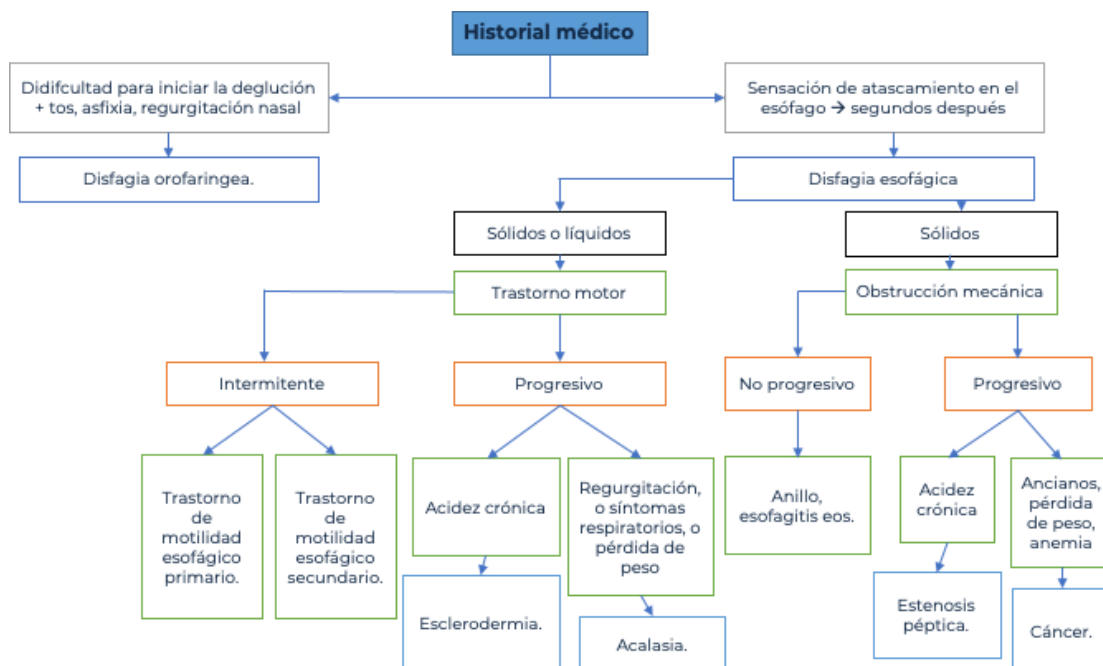 Historial médico
Didifcultad para iniciar la deglución
+ tos, asfixia, regurgitación nasal
Sensación de atascamiento en el
esófago → segundos después
Disfagia orofaringea.
Disfagia esofágica
Sólidos o líquidos
Sólidos
Trastorno motor
Obstrucción mecánica
Intermitente
Progresivo
No progresivo
Progresivo
Trastorno
de
motilidad
esofágico
primario.
Trastorno
de
motilidad
esofágico
secundario.
Acidez crónica
Regurgitación,
o síntomas
respiratorios, o
pérdida de
peso
Anillo,
esofagitis eos.
Acidez
crónica
Ancianos,
pérdida
de peso,
anemia
Esclerodermia.
Acalasia.
Estenosis
péptica.
Cáncer.